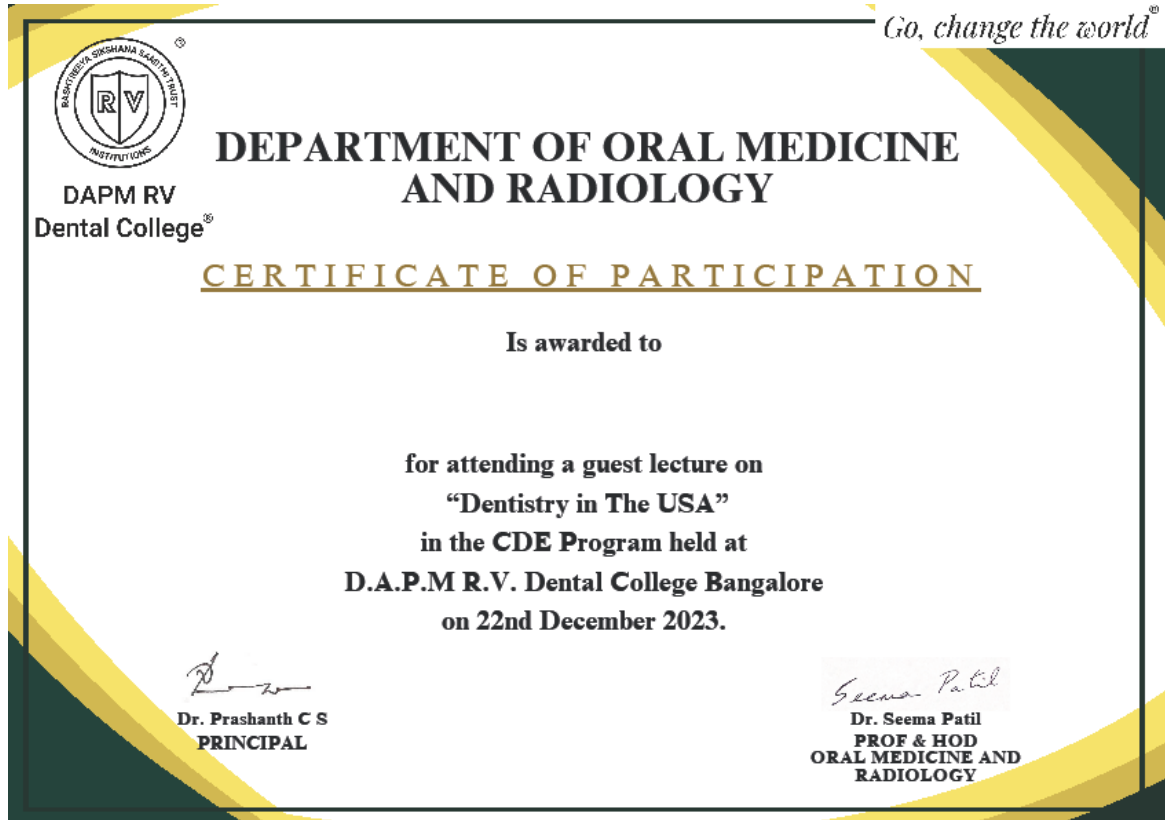 Go, change the world®
RASHTREEYA SIKSHANA SAMITHI TRUST
®
RV
INSTITUTIONS
DAPM RV
Dental College®
DEPARTMENT OF ORAL MEDICINE
AND RADIOLOGY
CERTIFICATE OF PARTICIPATION
Is awarded to
for attending a guest lecture on
“Dentistry in The USA”
in the CDE Program held at
D.A.P.M R.V. Dental College Bangalore
on 22nd December 2023.
Dr. Prashanth C S
PRINCIPAL
Seema Patil
Dr. Seema Patil
PROF & HOD
ORAL MEDICINE AND
RADIOLOGY